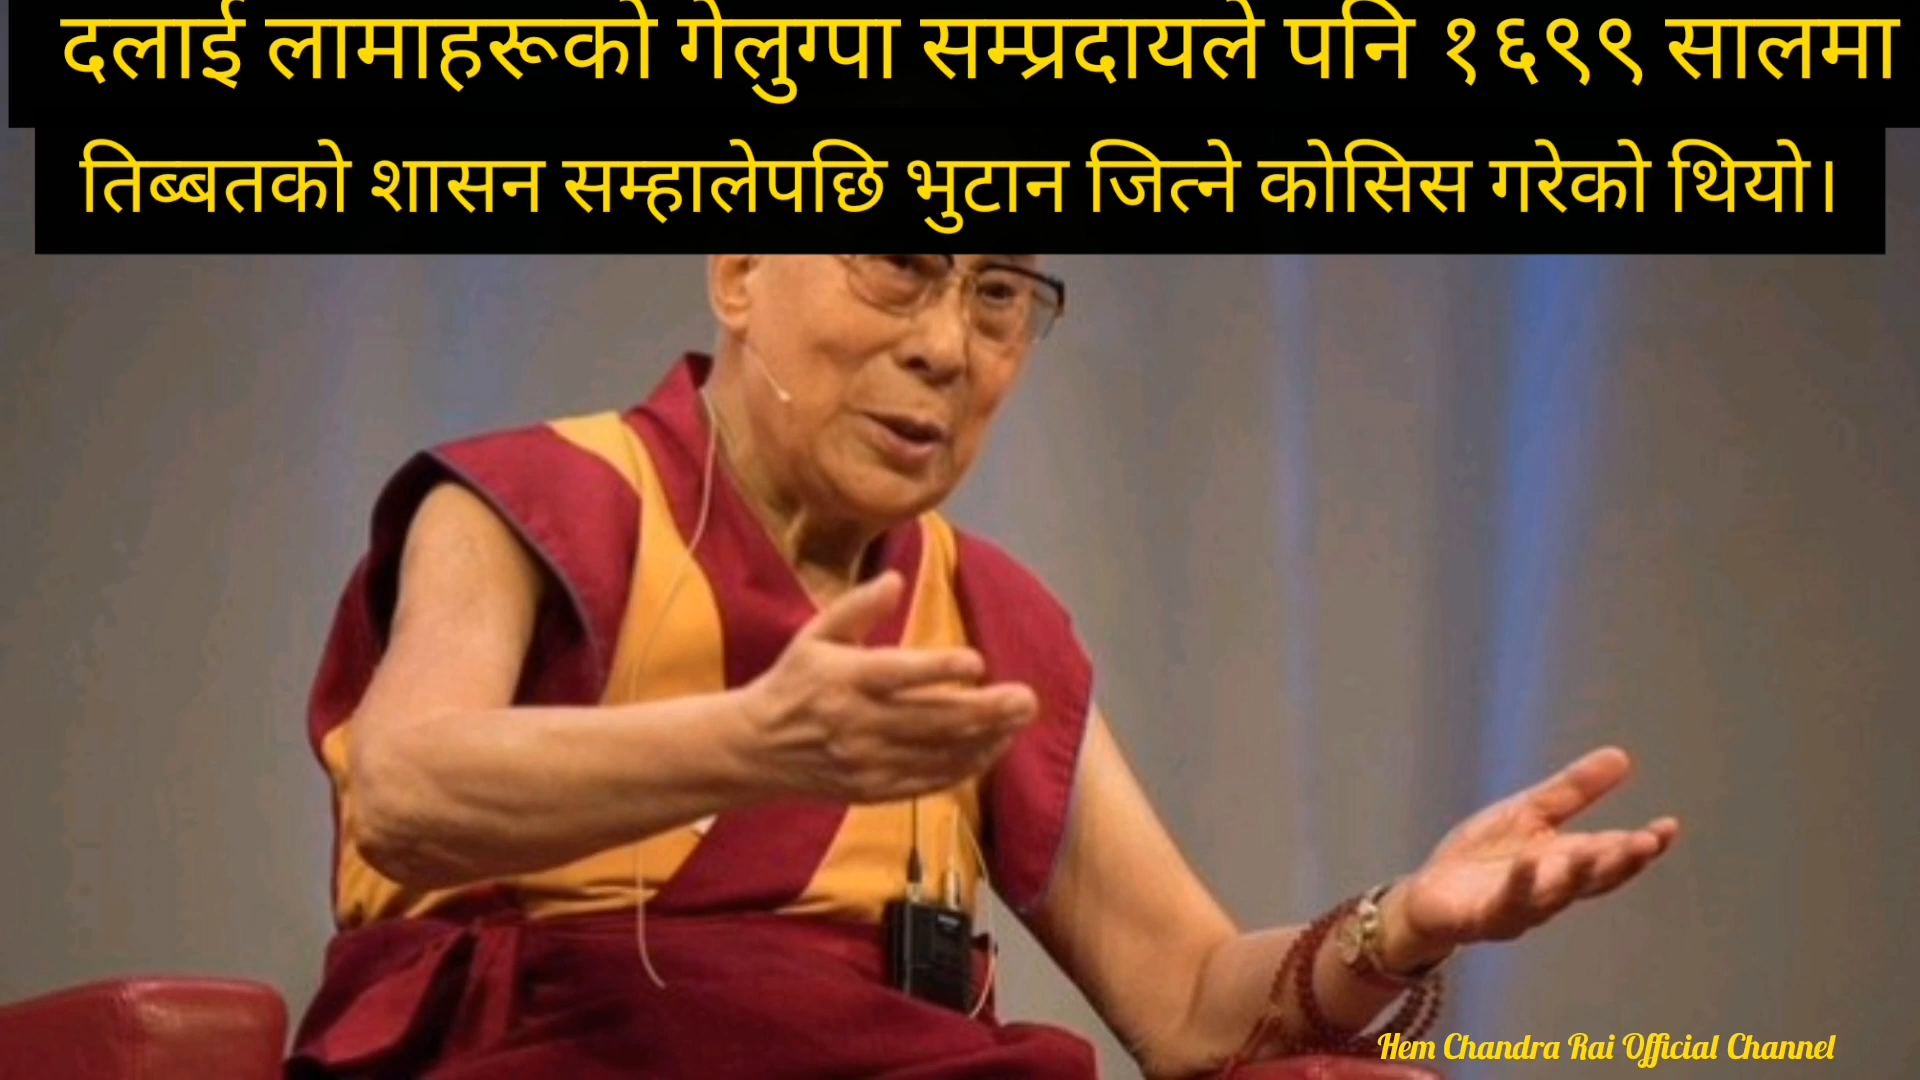 दलाई लामाहरूको गेलुग्पा सम्प्रदायले पनि १६९९ सालमा
तिब्बतको शासन सम्हालेपछि भुटान जित्ने कोसिस गरेको थियो।
Hem Chandra Rai Official Channel